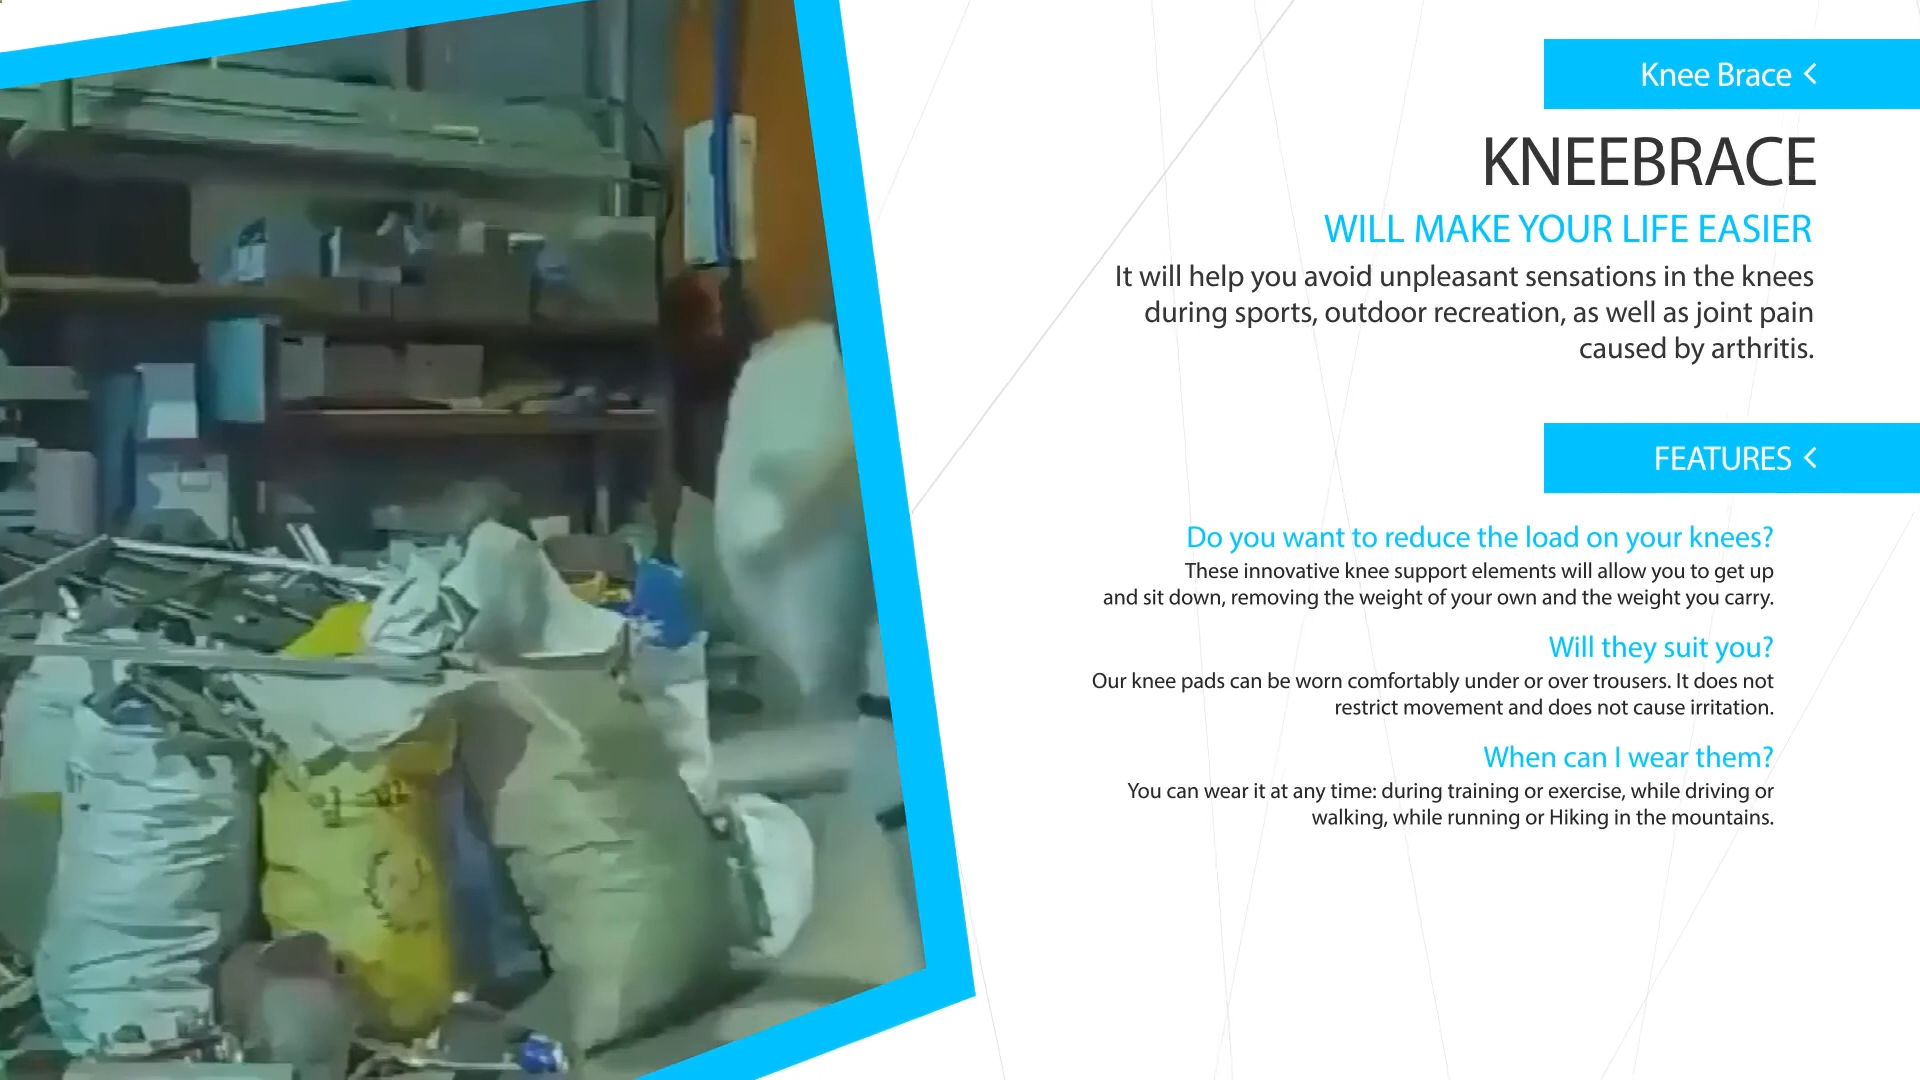 Knee Brace
KNEEBRACE
WILL MAKE YOUR LIFE EASIER
It will help you avoid unpleasant sensations in the knees
during sports, outdoor recreation, as well as joint pain
caused by arthritis.
FEATURES
Do you want to reduce the load on your knees?
These innovative knee support elements will allow you to get up
and sit down, removing the weight of your own and the weight you carry.
Will they suit you?
Our knee pads can be worn comfortably under or over trousers. It does not
restrict movement and does not cause irritation.
When can I wear them?
You can wear it at any time: during training or exercise, while driving or
walking, while running or Hiking in the mountains.